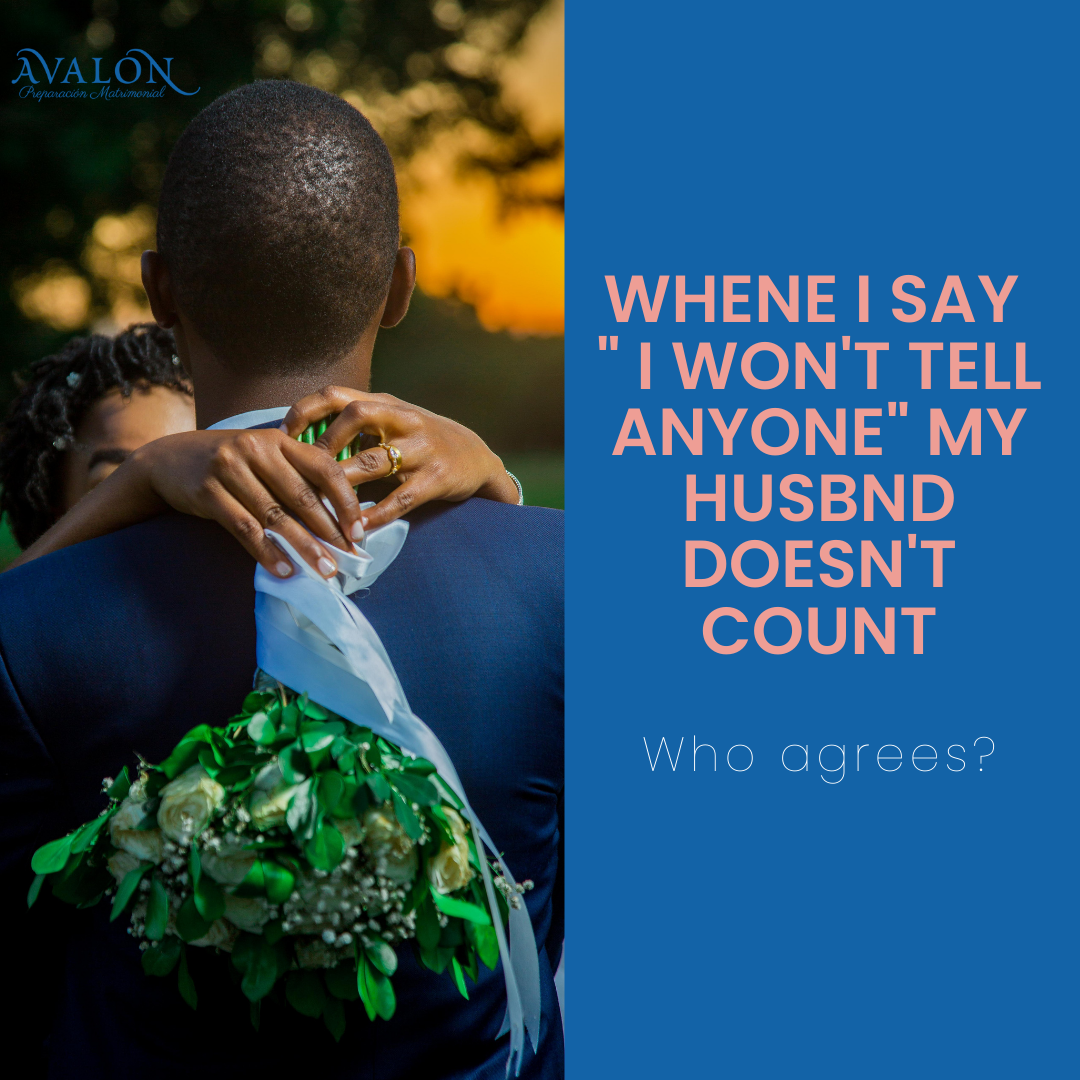 AVALON
Preparación Matrimonial
WHENE I SAY
" I WON'T TELL
ANYONE" MY
HUSBND
DOESN'T
COUNT
Who agrees?